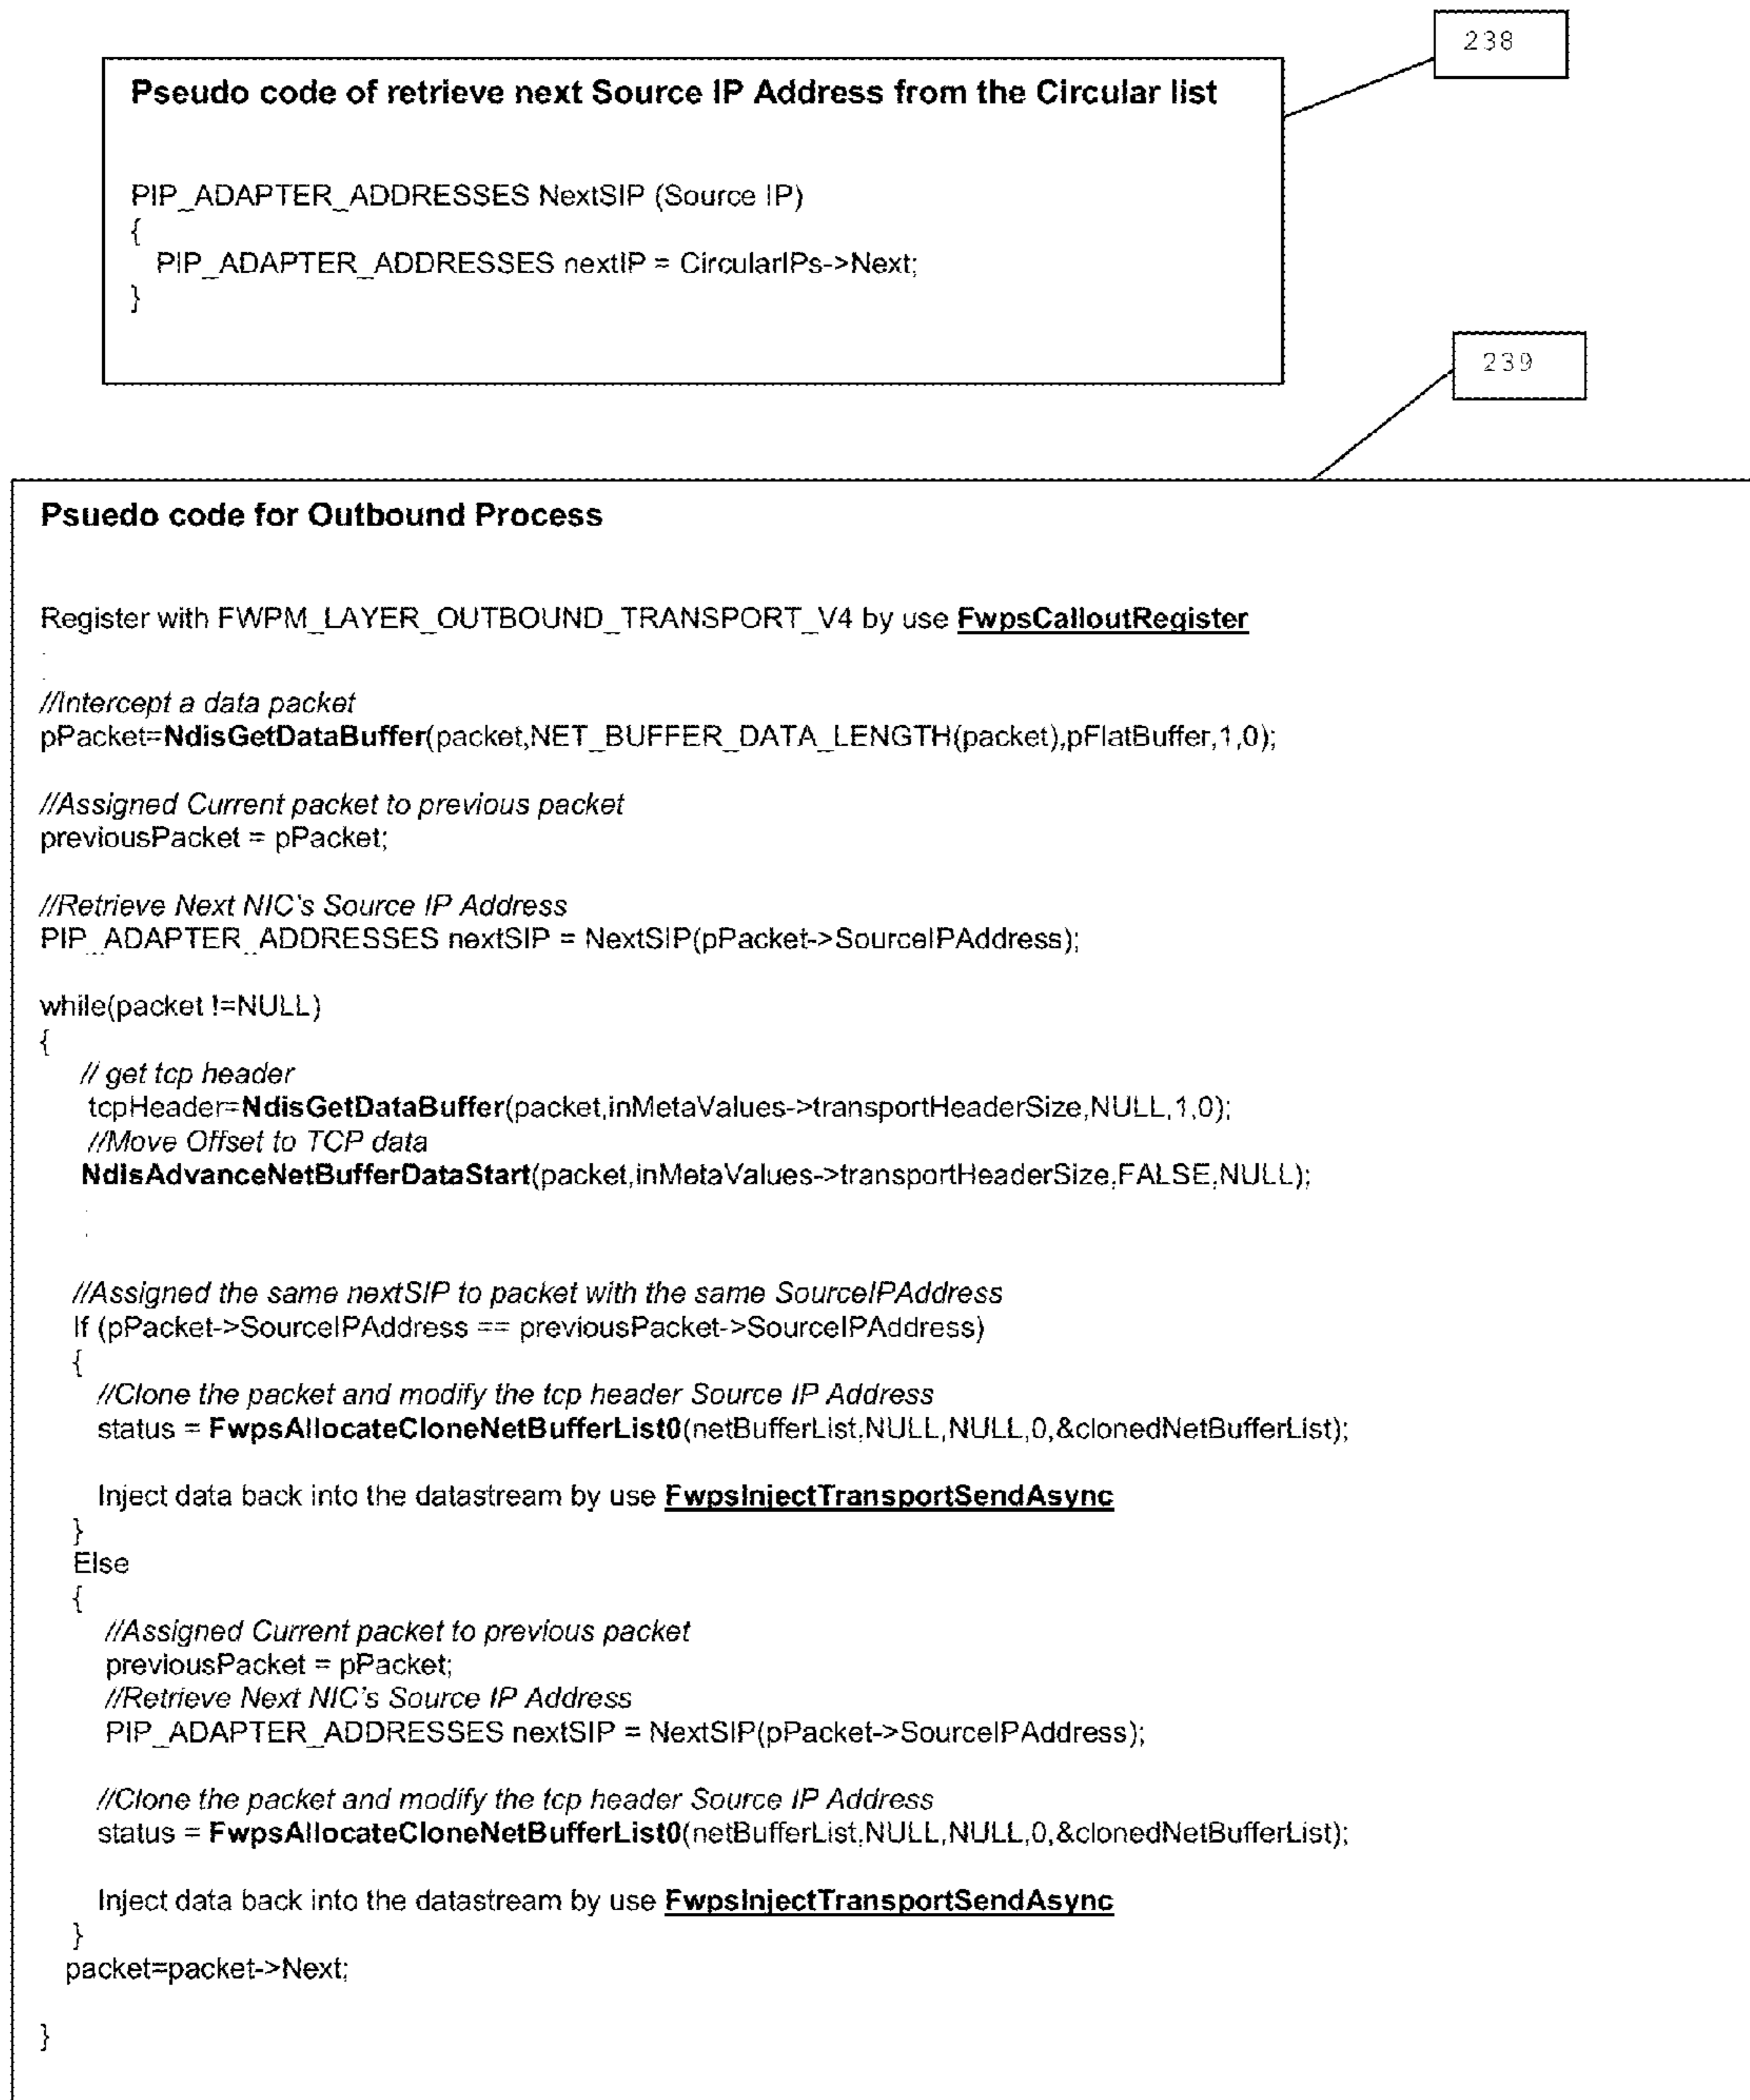 238
Pseudo code of retrieve next Source IP Address from the Circular list
PIP_ADAPTER_ADDRESSES NextSIP (Source IP)
{
PIP_ADAPTER_ADDRESSES nextIP = CircularIPs->Next;
}
239
Psuedo code for Outbound Process
Register with FWPM_LAYER_OUTBOUND_TRANSPORT_V4 by use FwpsCalloutRegister
.
.
//Intercept a data packet
pPacket=NdisGetDataBuffer(packet,NET_BUFFER_DATA_LENGTH(packet),pFlatBuffer,1,0);
//Assigned Current packet to previous packet
previousPacket = pPacket;
//Retrieve Next NIC's Source IP Address
PIP_ADAPTER_ADDRESSES nextSIP = NextSIP(pPacket->SourceIPAddress);
while(packet !=NULL)
{
// get tcp header
tcpHeader=NdisGetDataBuffer(packet,inMetaValues->transportHeaderSize,NULL,1,0);
//Move Offset to TCP data
NdisAdvanceNetBufferDataStart(packet,inMetaValues->transportHeaderSize,FALSE,NULL);
.
.
//Assigned the same nextSIP to packet with the same SourceIPAddress
If (pPacket->SourceIPAddress == previousPacket->SourceIPAddress)
{
//Clone the packet and modify the tcp header Source IP Address
status = FwpsAllocateCloneNetBufferList0(netBufferList,NULL,NULL,0,&clonedNetBufferList);
Inject data back into the datastream by use FwpsInjectTransportSendAsync
}
Else
{
//Assigned Current packet to previous packet
previousPacket = pPacket;
//Retrieve Next NIC's Source IP Address
PIP_ADAPTER_ADDRESSES nextSIP = NextSIP(pPacket->SourceIPAddress);
//Clone the packet and modify the tcp header Source IP Address
status = FwpsAllocateCloneNetBufferList0(netBufferList,NULL,NULL,0,&clonedNetBufferList);
Inject data back into the datastream by use FwpsInjectTransportSendAsync
}
packet=packet->Next;
}